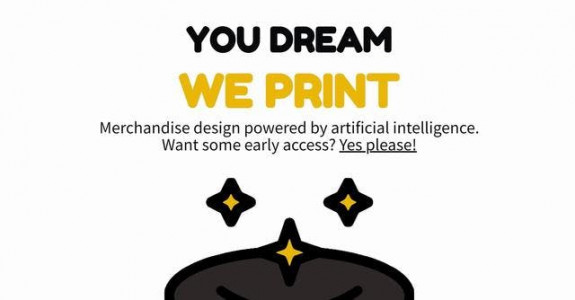 YOU DREAM
WE PRINT
Merchandise design powered by artificial intelligence.
Want some early access? Yes please!